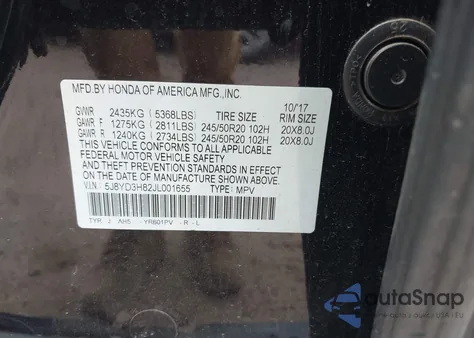 MFD.BY HONDA OF AMERICA MFG.,INC.
10/17
GVWR 2435KG (5368LBS) TIRE SIZE RIM SIZE
GAWR F 1275KG (2811LBS) 245/50R20 102H 20X8.0J
GAWR R 1240KG (2734LBS) 245/50R20 102H 20X8.0J
THIS VEHICLE CONFORMS TO ALL APPLICABLE
FEDERAL MOTOR VEHICLE SAFETY
AND THEFT PREVENTION STANDARDS IN EFFECT
ON THE DATE OF MANUFACTURE SHOWN ABOVE.
V.I.N: 5J8YD3H82JL001655 TYPE: MPV
TYR J AH5 YR601PV - R - L
autoSnap